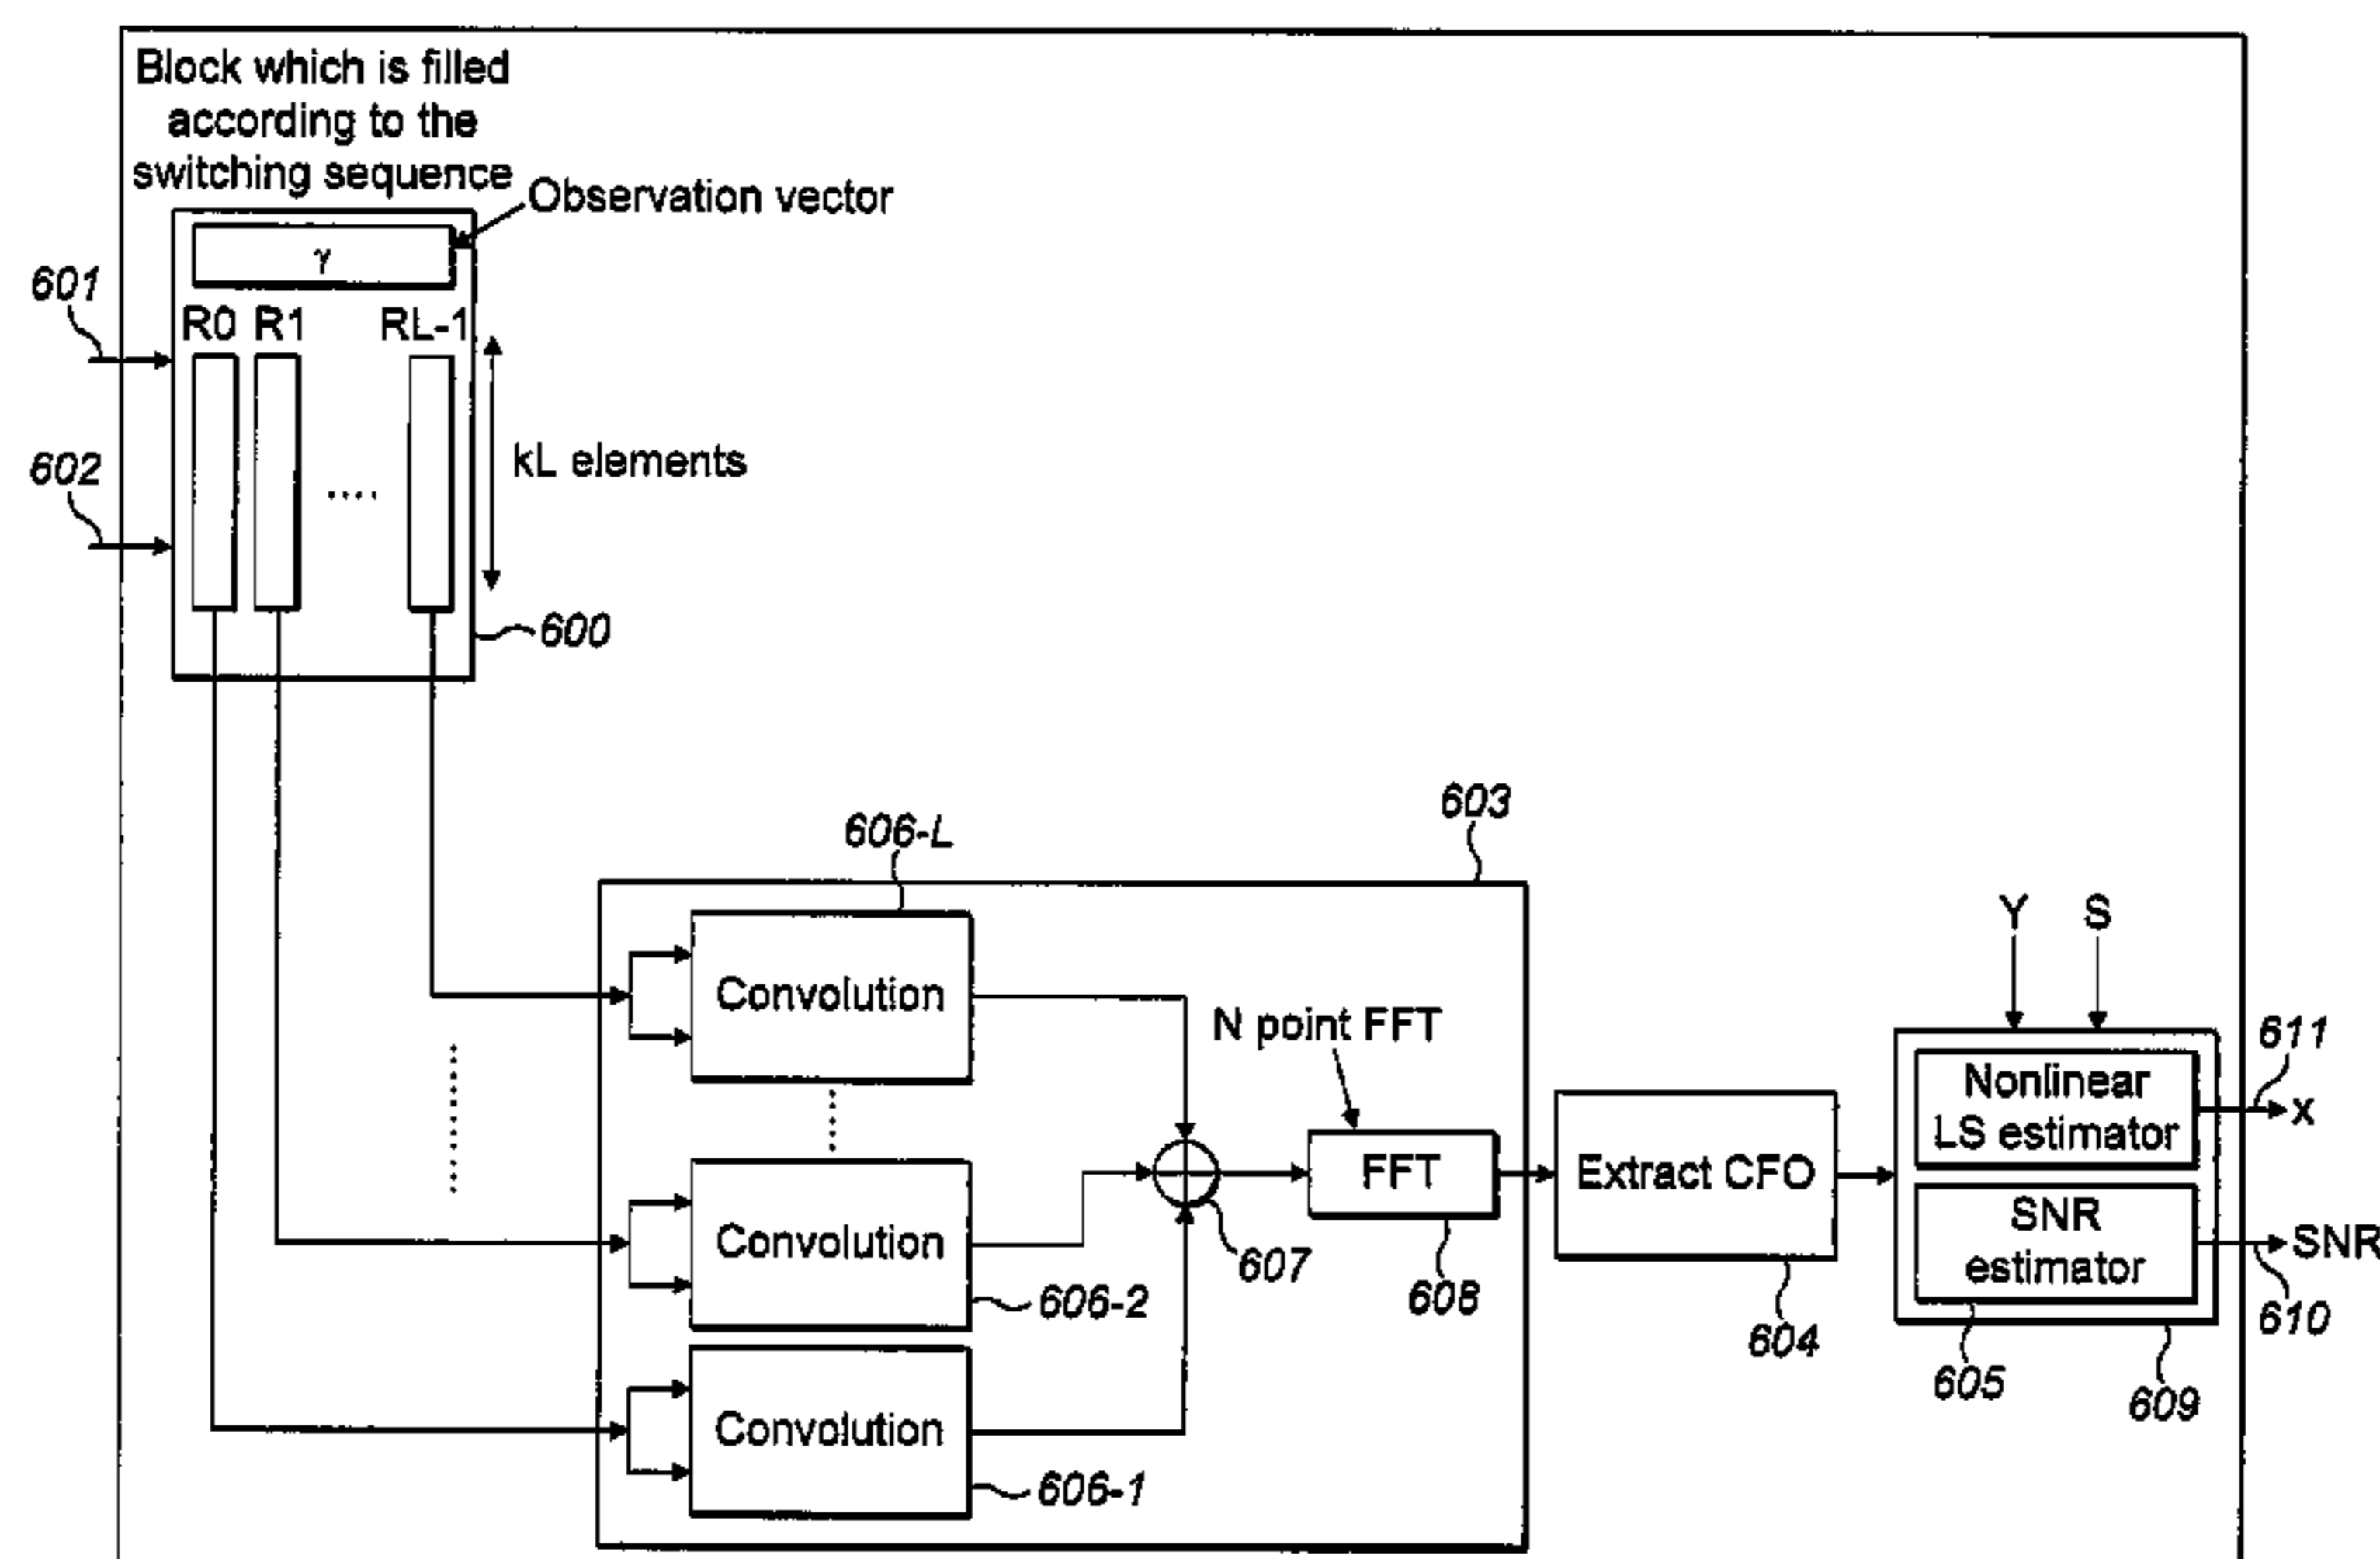 Block which is filled
according to the
switching sequence
Observation vector
γ
601
R0 R1 RL-1
602
kL elements
....
600
603
606-L
Convolution
N point FFT
Y S
611
Nonlinear
LS estimator
x
Convolution
FFT
Extract CFO
SNR
estimator
SNR
607
608
606-2
604
605
610
609
Convolution
606-1